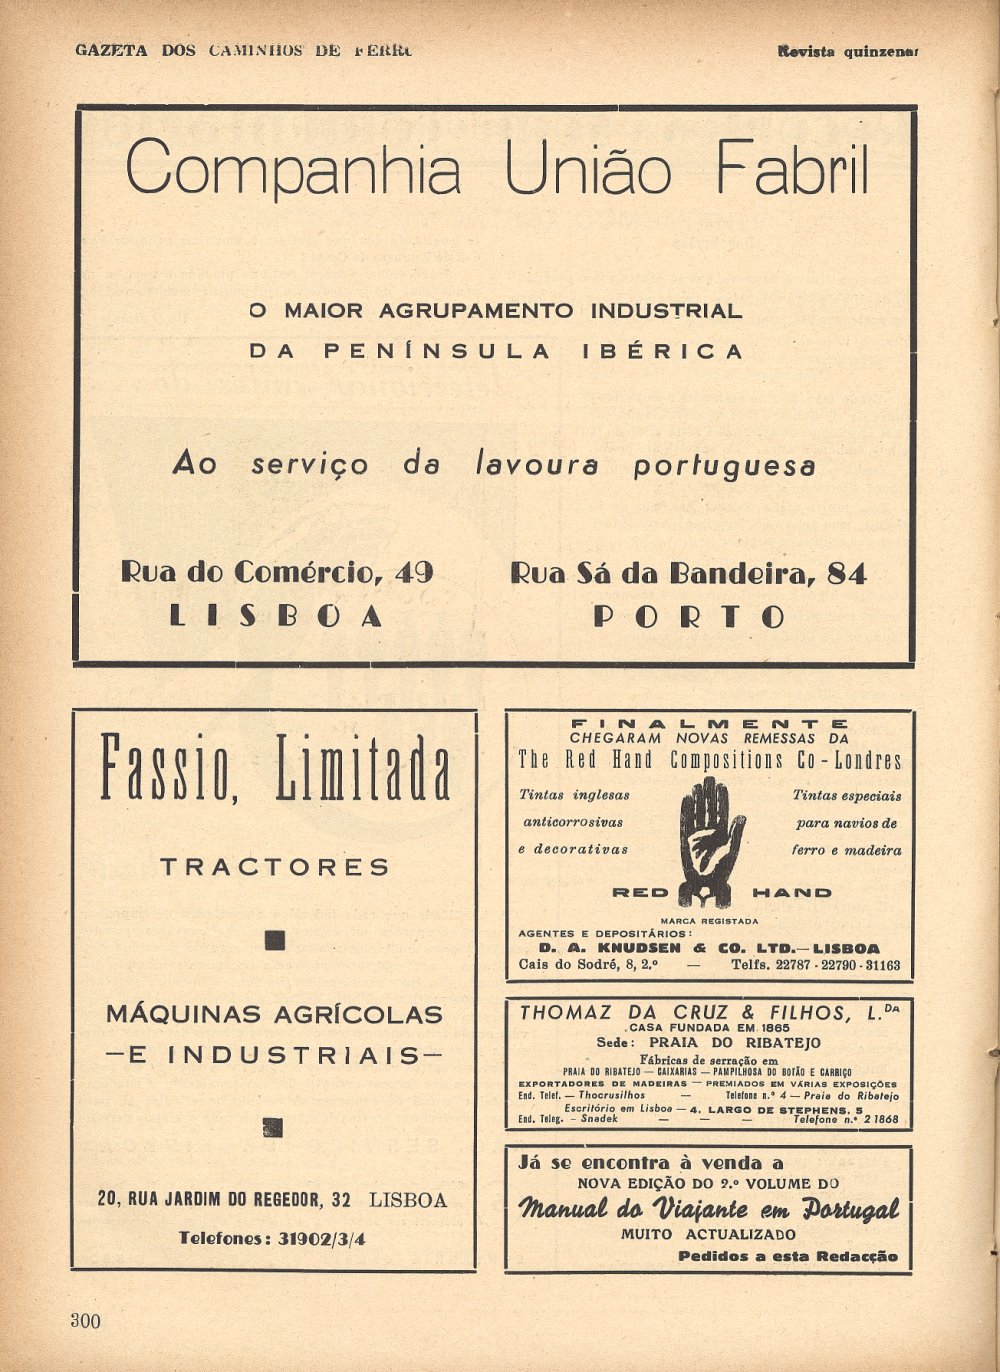 GAZETA DOS CAMINHOS DE FERRO
Revista quinzenal
Companhia União Fabril
O MAIOR AGRUPAMENTO INDUSTRIAL
DA PENÍNSULA IBÉRICA
Ao serviço da lavoura portuguesa
Rua do Comércio, 49
LISBOA
Rua Sá da Bandeira, 84
PORTO
Fassio, Limitada
TRACTORES
MÁQUINAS AGRÍCOLAS
—E INDUSTRIAIS—
20, RUA JARDIM DO REGEDOR, 32 LISBOA
Telefones: 31902/3/4
FINALMENTE
CHEGARAM NOVAS REMESSAS DA
The Red Hand Compositions Co - Londres
Tintas inglesas
anticorrosivas
e decorativas
Tintas especiais
para navios de
ferro e madeira
RED HAND
MARCA REGISTADA
AGENTES E DEPOSITÁRIOS:
D. A. KNUDSEN & CO. LTD.—LISBOA
Cais do Sodré, 8, 2.º — Telfs. 22787 - 22790 - 31163
THOMAZ DA CRUZ & FILHOS, L.DA
CASA FUNDADA EM 1865
Sede: PRAIA DO RIBATEJO
Fábricas de serração em
PRAIA DO RIBATEJO — CAIXARIAS — PAMPILHOSA DO BOTÃO E CARRIÇO
EXPORTADORES DE MADEIRAS — PREMIADOS EM VÁRIAS EXPOSIÇÕES
End. Telef. — Thocrusilhos — Telefone n.º 4 — Praia do Ribatejo
Escritório em Lisboa — 4, LARGO DE STEPHENS, 5
End. Teleg. - Snadek — — — Telefone n.º 2 1868
Já se encontra à venda a
NOVA EDIÇÃO DO 2.º VOLUME DO
Manual do Viajante em Portugal
MUITO ACTUALIZADO
Pedidos a esta Redacção
300